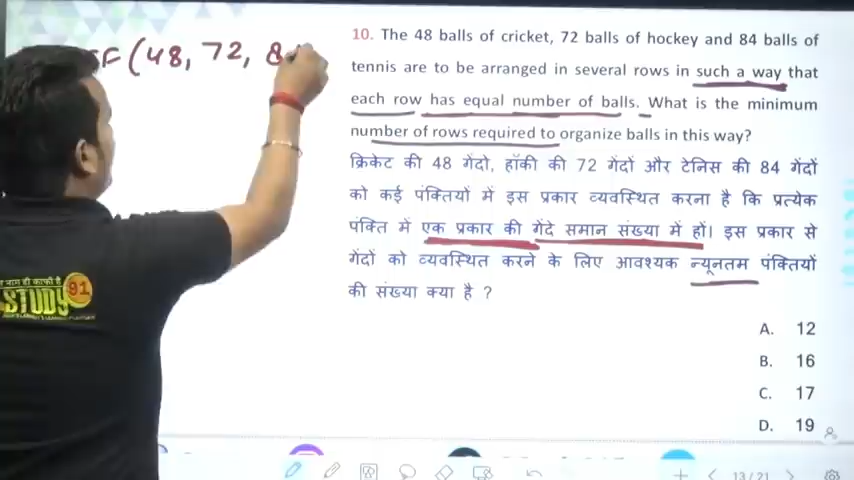 F (48, 72, 8
10. The 48 balls of cricket, 72 balls of hockey and 84 balls of
tennis are to be arranged in several rows in such a way that
each row has equal number of balls. What is the minimum
number of rows required to organize balls in this way?
क्रिकेट की 48 गेंदो, हॉकी की 72 गेंदों और टेनिस की 84 गेंदों
को कई पंक्तियों में इस प्रकार व्यवस्थित करना है कि प्रत्येक
पंक्ति में एक प्रकार की गेंदे समान संख्या में हों। इस प्रकार से
गेंदों को व्यवस्थित करने के लिए आवश्यक न्यूनतम पंक्तियों
की संख्या क्या है ?
A. 12
B. 16
C. 17
D. 19
नाम ही काफी है
STUDY 91
13/21